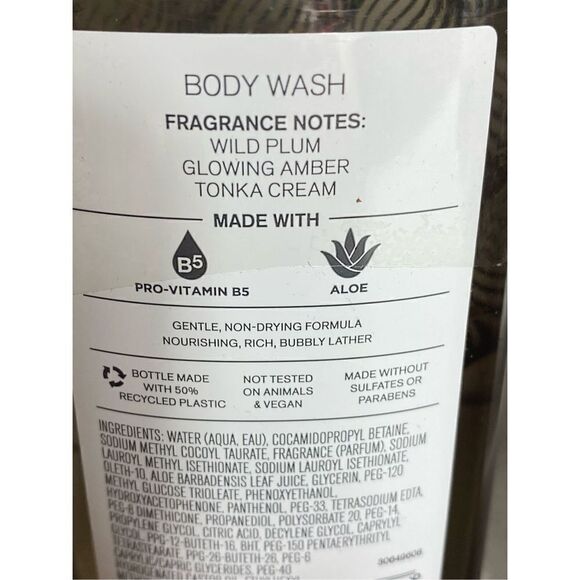 BODY WASH
FRAGRANCE NOTES:
WILD PLUM
GLOWING AMBER
TONKA CREAM
MADE WITH
B5
PRO-VITAMIN B5
ALOE
GENTLE, NON-DRYING FORMULA
NOURISHING, RICH, BUBBLY LATHER
BOTTLE MADE
WITH 50%
RECYCLED PLASTIC
NOT TESTED
ON ANIMALS
& VEGAN
MADE WITHOUT
SULFATES OR
PARABENS
INGREDIENTS: WATER (AQUA, EAU), COCAMIDOPROPYL BETAINE,
SODIUM METHYL COCOYL TAURATE, FRAGRANCE (PARFUM), SODIUM
LAUROYL METHYL ISETHIONATE, SODIUM LAUROYL ISETHIONATE,
OLETH-10, ALOE BARBADENSIS LEAF JUICE, GLYCERIN, PEG-120
METHYL GLUCOSE TRIOLEATE, PHENOXYETHANOL,
HYDROXYACETOPHENONE, PANTHENOL, PEG-33, TETRASODIUM EDTA,
PEG-8 DIMETHICONE, PROPANEDIOL, POLYSORBATE 20, PEG-14,
PROPYLENE GLYCOL, CITRIC ACID, DECYLENE GLYCOL, CAPRYLYL
GLYCOL, PPG-12-BUTETH-16, BHT, PEG-150 PENTAERYTHRITYL
TETRASTEARATE, PPG-26-BUTETH-26, PEG-6
CAPRYLIC/CAPRIC GLYCERIDES, PEG-40
30649608